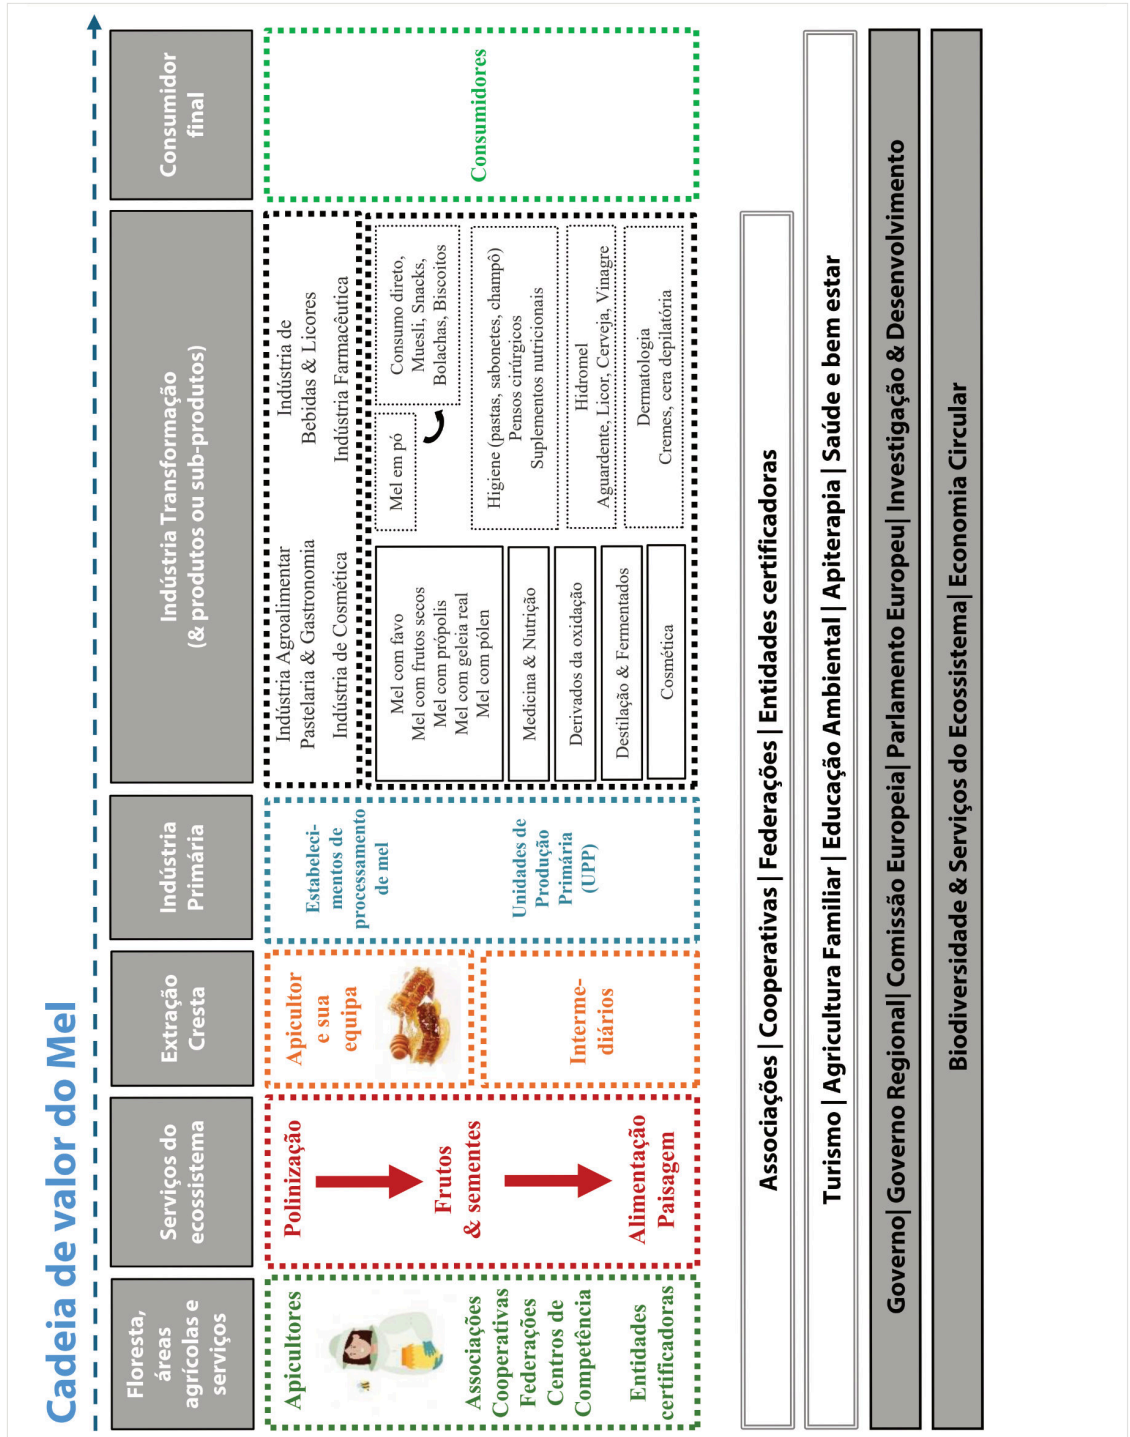 Cadeia de valor do Mel
Floresta,
áreas
agrícolas e
serviços
Serviços do
ecossistema
Extração
Cresta
Indústria
Primária
Indústria Transformação
(& produtos ou sub-produtos)
Consumidor
final
Apicultores
Associações
Cooperativas
Federações
Centros de
Competência
Entidades
certificadoras
Polinização
Frutos
& sementes
Alimentação
Paisagem
Apicultor
e sua
equipa
Interme-
diários
Estabeleci-
mentos de
processamento
de mel
Unidades de
Produção
Primária
(UPP)
Indústria Agroalimentar
Pastelaria & Gastronomia
Indústria de Cosmética
Indústria de
Bebidas & Licores
Indústria Farmacêutica
Mel com favo
Mel com frutos secos
Mel com própolis
Mel com geleia real
Mel com pólen
Mel em pó
Consumo direto,
Muesli, Snacks,
Bolachas, Biscoitos
Medicina & Nutrição
Higiene (pastas, sabonetes, champô)
Pensos cirúrgicos
Suplementos nutricionais
Derivados da oxidação
Destilação & Fermentados
Hidromel
Aguardente, Licor, Cerveja, Vinagre
Cosmética
Dermatologia
Cremes, cera depilatória
Consumidores
Associações | Cooperativas | Federações | Entidades certificadoras
Turismo | Agricultura Familiar | Educação Ambiental | Apiterapia | Saúde e bem estar
Governo| Governo Regional| Comissão Europeia| Parlamento Europeu| Investigação & Desenvolvimento
Biodiversidade & Serviços do Ecossistema| Economia Circular